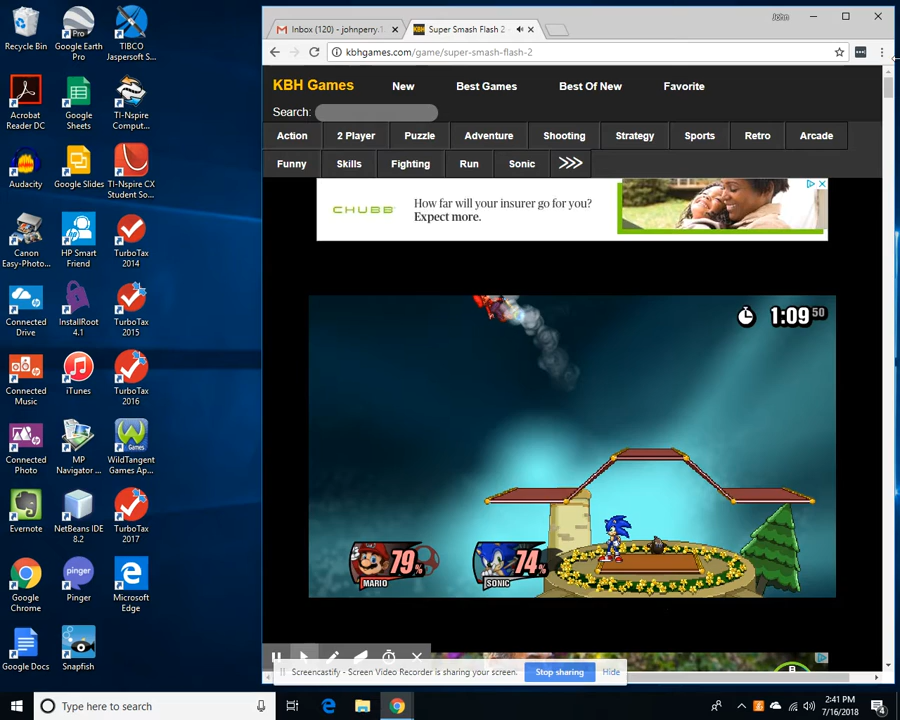 Recycle Bin
Google Earth
Pro
TIBCO
Jaspersoft S...
Acrobat
Reader DC
Google
Sheets
TI-Nspire
Comput...
Audacity
Google Slides
TI-Nspire CX
Student So...
Canon
Easy-Photo...
HP Smart
Friend
TurboTax
2014
Connected
Drive
InstallRoot
4.1
TurboTax
2015
Connected
Music
iTunes
TurboTax
2016
Connected
Photo
MP
Navigator ...
WildTangent
Games Ap...
Evernote
NetBeans IDE
8.2
TurboTax
2017
Google
Chrome
Pinger
Microsoft
Edge
Google Docs
Snapfish
John
Inbox (120) - johnperry.1
KBH
Super Smash Flash 2 -
kbhgames.com/game/super-smash-flash-2
KBH Games
New
Best Games
Best Of New
Favorite
Search:
Action
2 Player
Puzzle
Adventure
Shooting
Strategy
Sports
Retro
Arcade
Funny
Skills
Fighting
Run
Sonic
CHUBB
How far will your insurer go for you?
Expect more.
1:09 50
79%
MARIO
74%
SONIC
Screencastify - Screen Video Recorder is sharing your screen.
Stop sharing
Hide
Type here to search
2:41 PM
7/16/2018
4